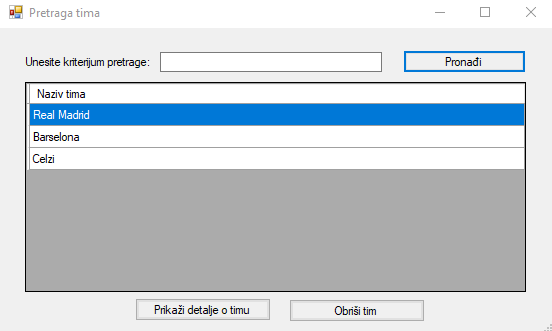 Pretraga tima
Unesite kriterijum pretrage:
Pronađi
Naziv tima
Real Madrid
Barselona
Celzi
Prikaži detalje o timu
Obriši tim